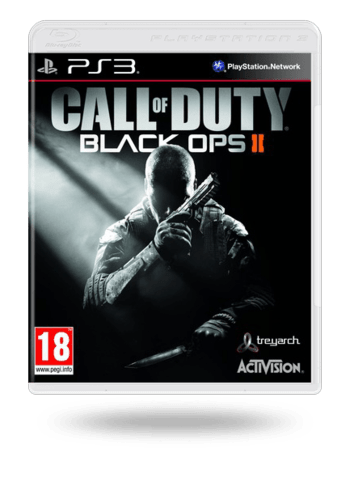 PLAYSTATION 3
PS3
PlayStation Network
CALL OF DUTY
BLACK OPS II
18
www.pegi.info
treyarch
ACTIVISION